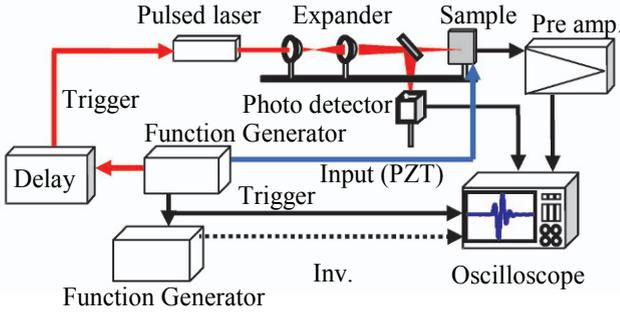 Pulsed laser
Expander
Sample
Pre amp.
Trigger
Photo detector
Function Generator
Delay
Input (PZT)
Trigger
Inv.
Oscilloscope
Function Generator